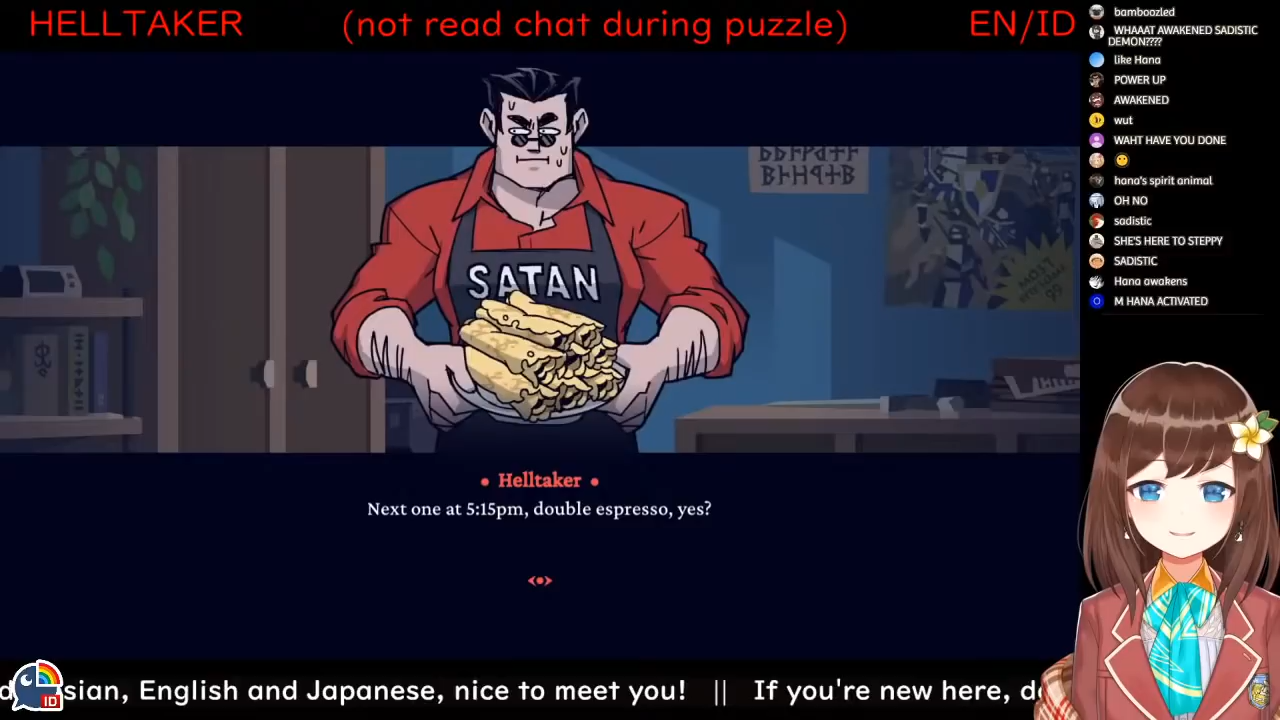 HELLTAKER (not read chat during puzzle) EN/ID
bamboozled
WHAAAT AWAKENED SADISTIC
DEMON????
like Hana
POWER UP
AWAKENED
wut
WAHT HAVE YOU DONE
hana's spirit animal
OH NO
sadistic
SHE'S HERE TO STEPPY
SADISTIC
Hana awakens
M HANA ACTIVATED
SATAN
• Helltaker •
Next one at 5:15pm, double espresso, yes?
sian, English and Japanese, nice to meet you! || If you're new here,
ID